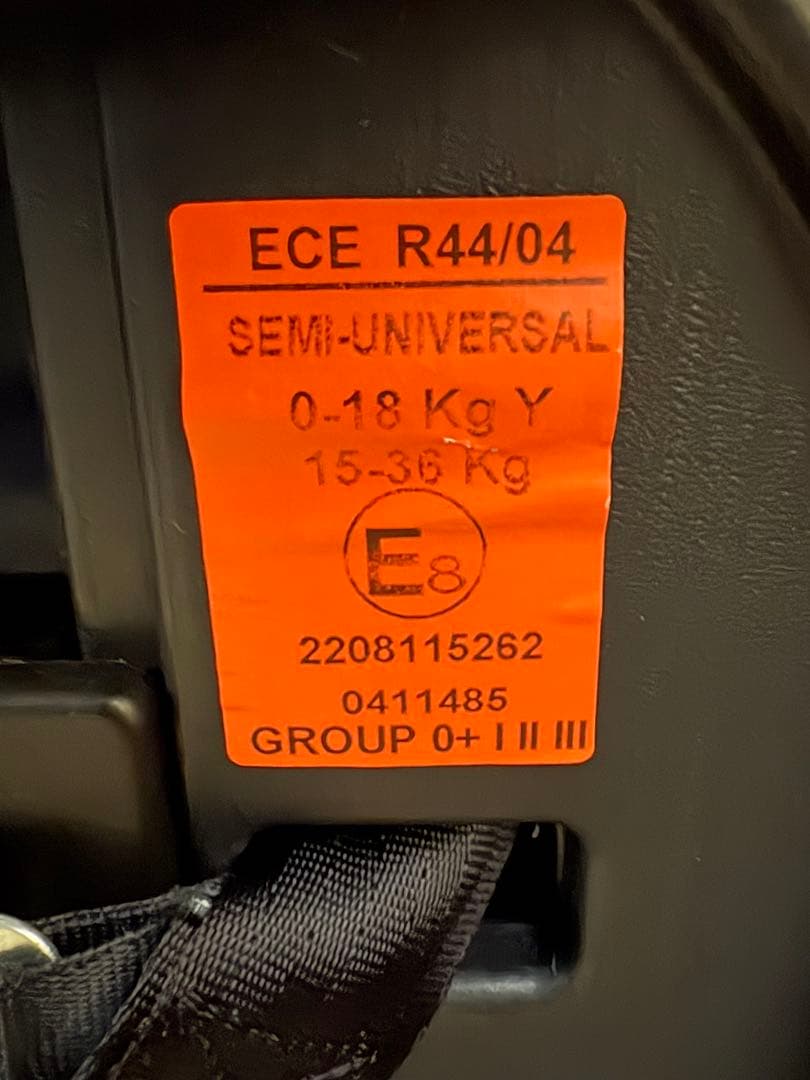 ECE R44/04
SEMI-UNIVERSAL
0-18 Kg Y
15-36 Kg
E8
2208115262
0411485
GROUP 0+ I II III